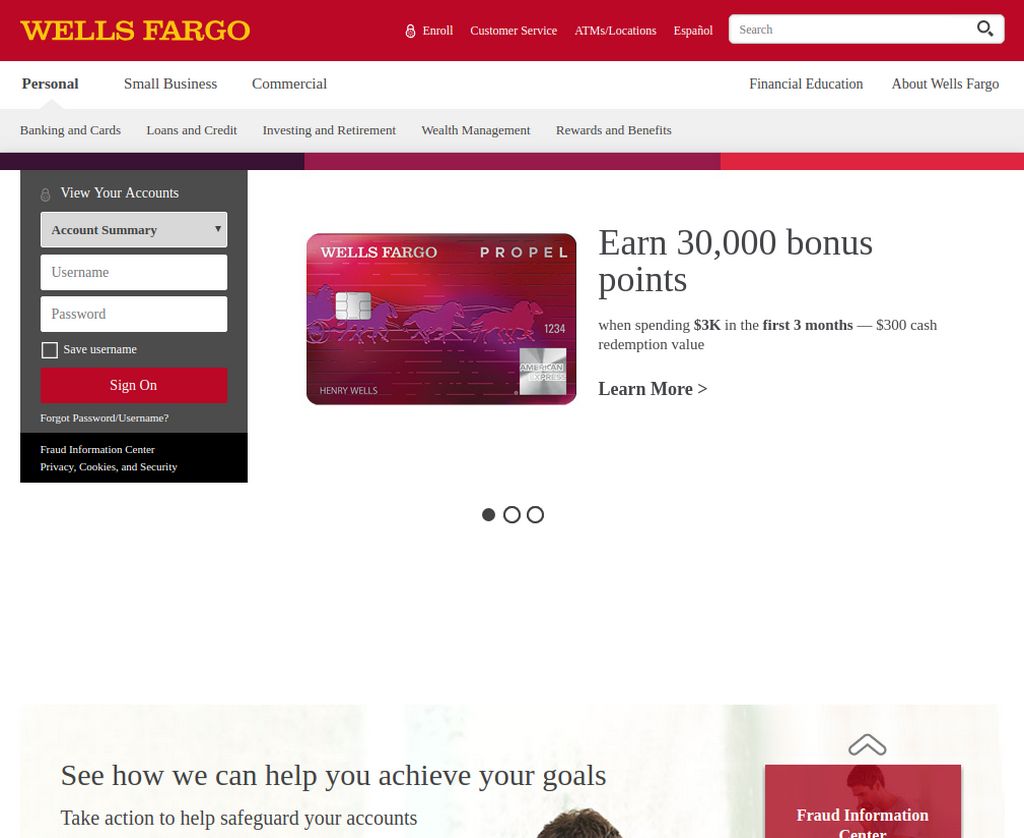 WELLS FARGO
Enroll
Customer Service
ATMs/Locations
Español
Search
Personal
Small Business
Commercial
Financial Education
About Wells Fargo
Banking and Cards
Loans and Credit
Investing and Retirement
Wealth Management
Rewards and Benefits
View Your Accounts
Account Summary
Username
Password
Save username
Sign On
Forgot Password/Username?
Fraud Information Center
Privacy, Cookies, and Security
WELLS FARGO
PROPEL
1234
AMERICAN
EXPRESS
HENRY WELLS
Earn 30,000 bonus
points
when spending $3K in the first 3 months — $300 cash
redemption value
Learn More >
See how we can help you achieve your goals
Take action to help safeguard your accounts
Fraud Information
Center